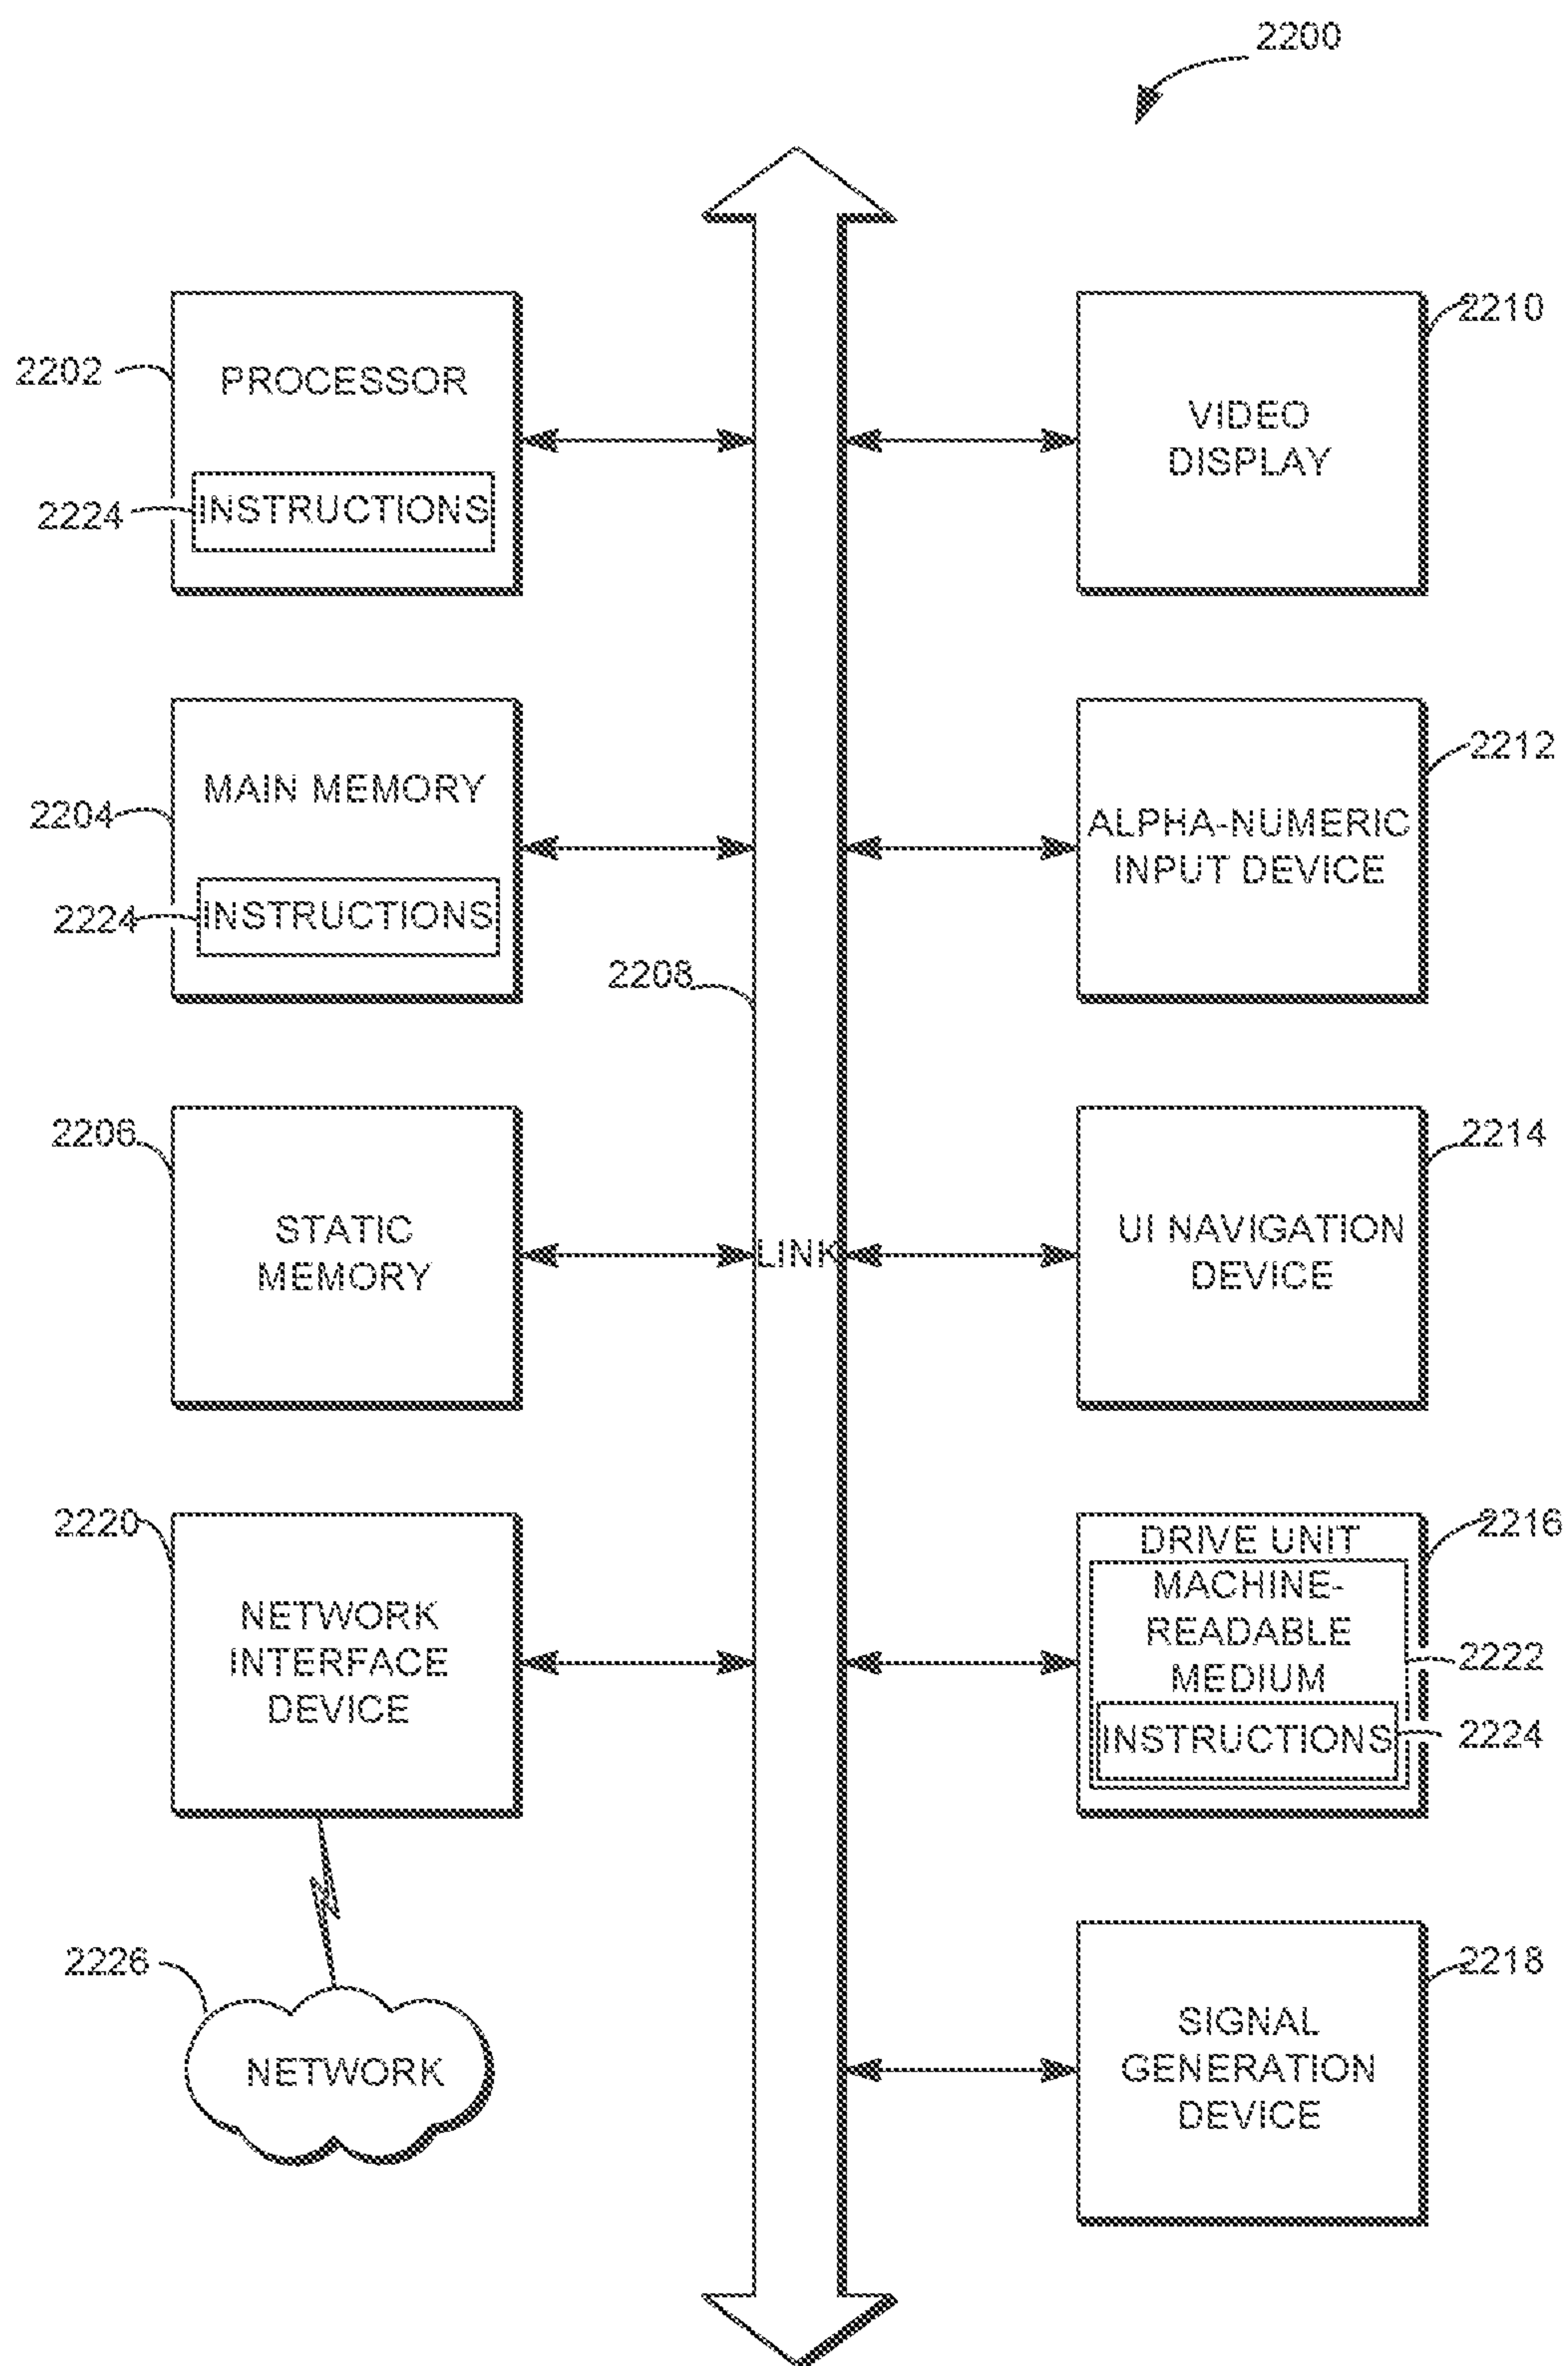 2200
2202
PROCESSOR
2224
INSTRUCTIONS
2210
VIDEO
DISPLAY
2204
MAIN MEMORY
2224
INSTRUCTIONS
2208
2212
ALPHA-NUMERIC
INPUT DEVICE
2206
STATIC
MEMORY
LINK
2214
UI NAVIGATION
DEVICE
2220
NETWORK
INTERFACE
DEVICE
2216
DRIVE UNIT
MACHINE-
READABLE
MEDIUM
2222
INSTRUCTIONS
2224
2226
NETWORK
2218
SIGNAL
GENERATION
DEVICE